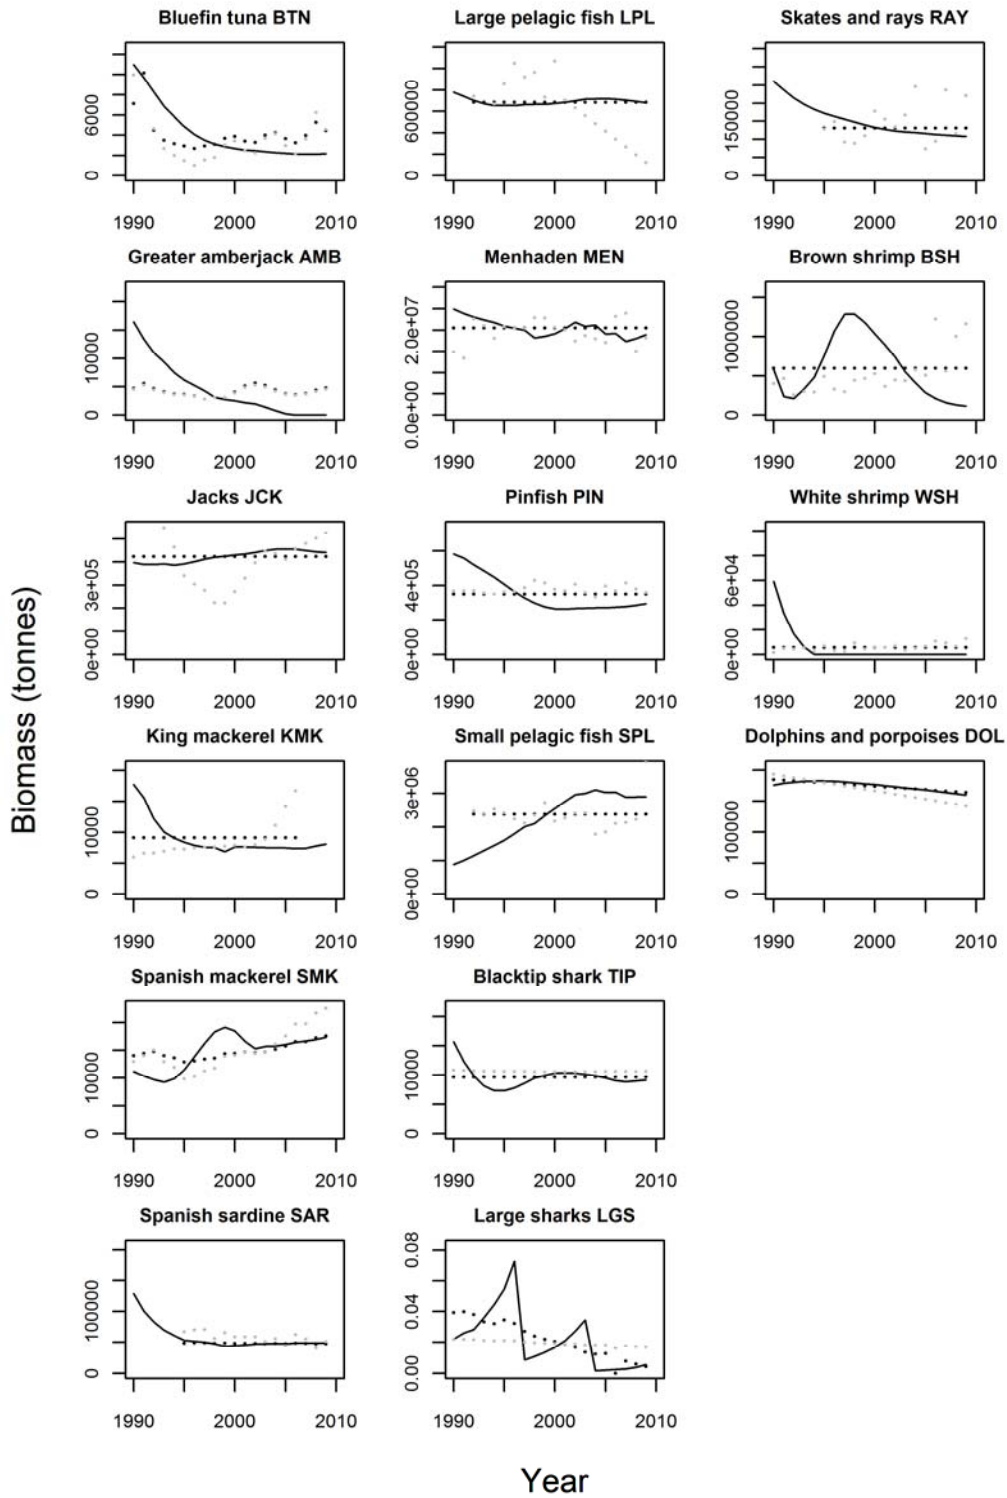 Bluefin tuna BTN
Large pelagic fish LPL
Skates and rays RAY
0 6000
0 600000
0 150000
1990 2000 2010
1990 2000 2010
1990 2000 2010
Greater amberjack AMB
Menhaden MEN
Brown shrimp BSH
0 10000
0.0e+00 2.0e+07
0 1000000
1990 2000 2010
1990 2000 2010
1990 2000 2010
Jacks JCK
Pinfish PIN
White shrimp WSH
0e+00 3e+05
0e+00 4e+05
0e+00 6e+04
1990 2000 2010
1990 2000 2010
1990 2000 2010
King mackerel KMK
Small pelagic fish SPL
Dolphins and porpoises DOL
0 10000
0e+00 3e+06
0 100000
1990 2000 2010
1990 2000 2010
1990 2000 2010
Spanish mackerel SMK
Blacktip shark TIP
0 10000
0 10000
1990 2000 2010
1990 2000 2010
Spanish sardine SAR
Large sharks LGS
0 100000
0.00 0.04 0.08
1990 2000 2010
1990 2000 2010
Biomass (tonnes)
Year